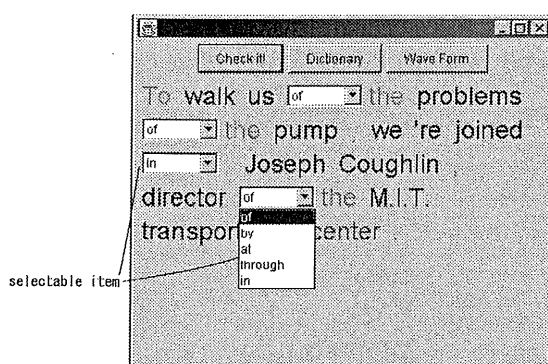 Check It! Dictionary Wave Form
To walk us of the problems
of the pump , we 're joined
in Joseph Coughlin ,
director of the M.I.T.
of
transpor center .
by
at
through
in
selectable item